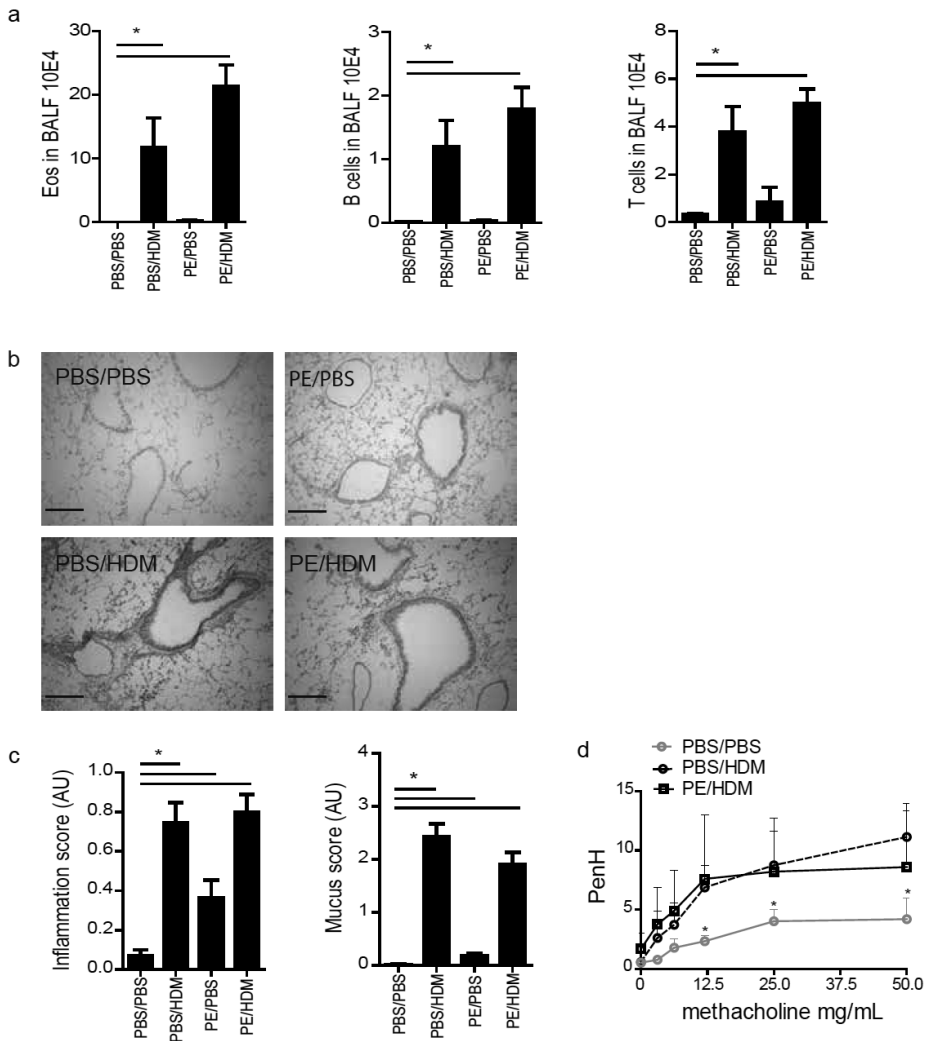 a
Eos in BALF 10E4
30
20
10
0
*
PBS/PBS
PBS/HDM
PE/PBS
PE/HDM
B cells in BALF 10E4
3
2
1
0
*
PBS/PBS
PBS/HDM
PE/PBS
PE/HDM
T cells in BALF 10E4
8
6
4
2
0
*
PBS/PBS
PBS/HDM
PE/PBS
PE/HDM
b
PBS/PBS
PE/PBS
PBS/HDM
PE/HDM
c
Inflammation score (AU)
1.0
0.8
0.6
0.4
0.2
0.0
*
PBS/PBS
PBS/HDM
PE/PBS
PE/HDM
Mucus score (AU)
4
3
2
1
0
*
PBS/PBS
PBS/HDM
PE/PBS
PE/HDM
d
PBS/PBS
PBS/HDM
PE/HDM
PenH
15
10
5
0
* * *
0 12.5 25.0 37.5 50.0
methacholine mg/mL